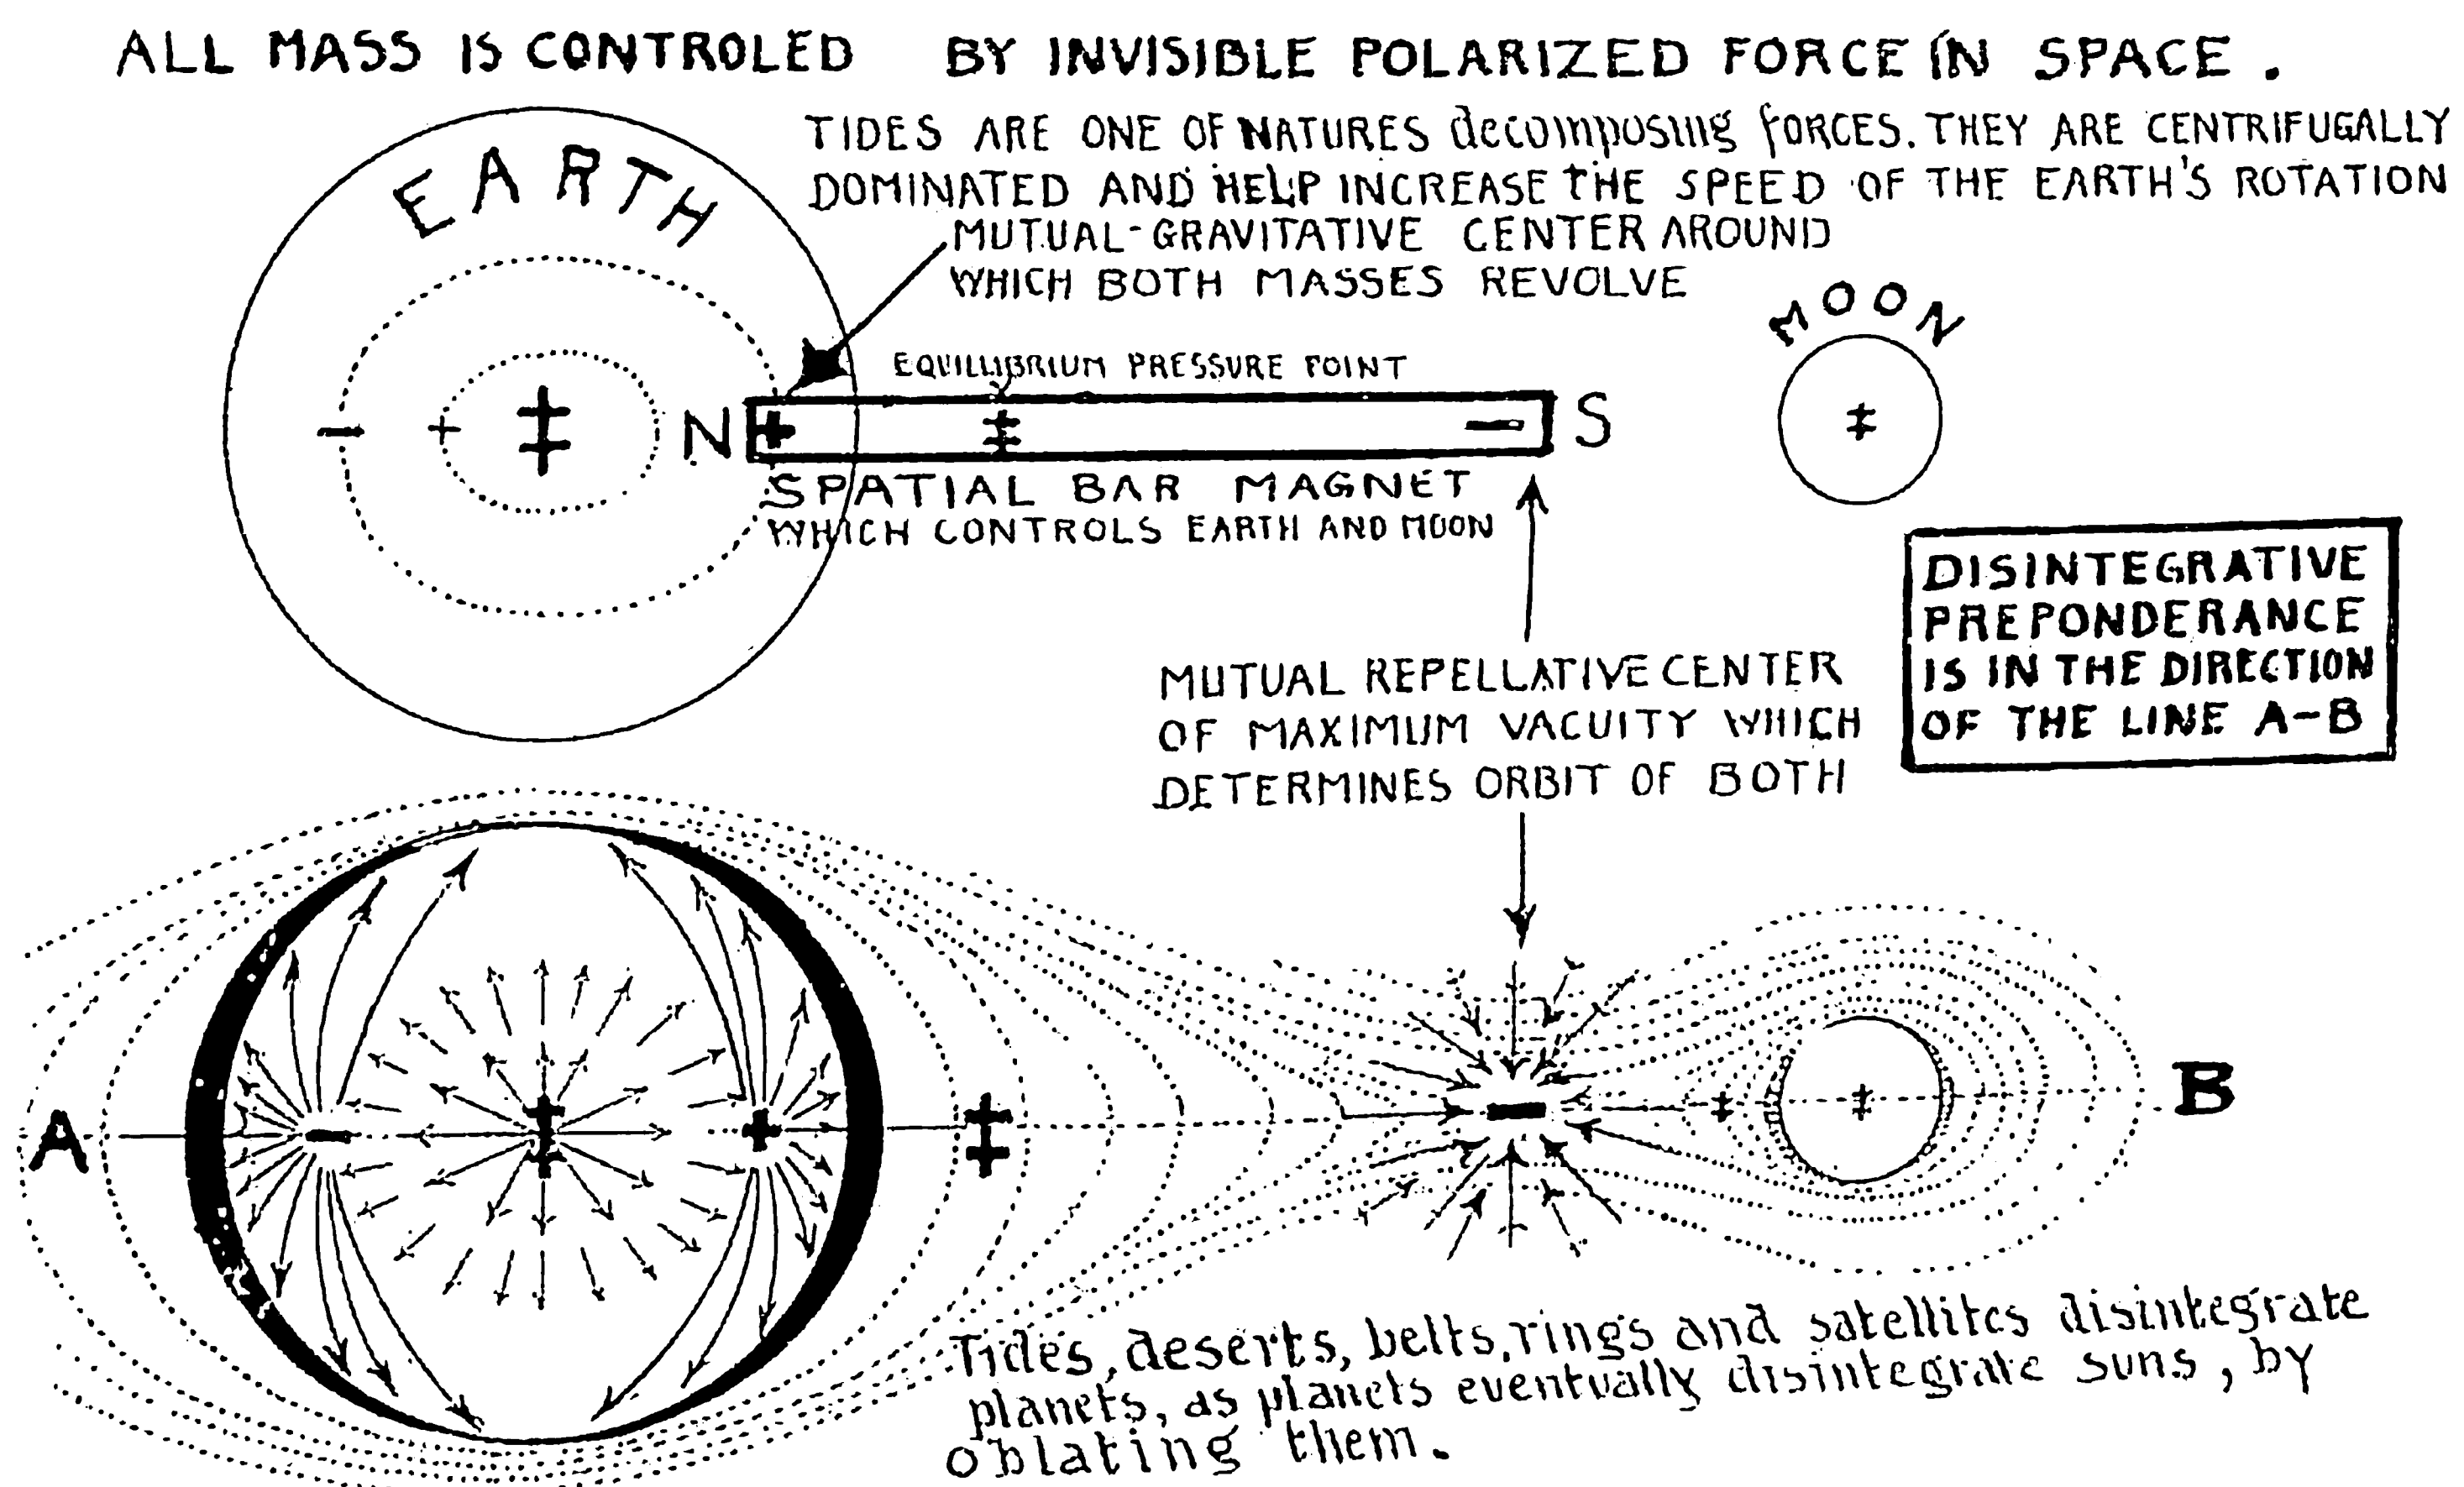 ALL MASS IS CONTROLED BY INVISIBLE POLARIZED FORCE IN SPACE.
TIDES ARE ONE OF NATURES decomposing fORCES. THEY ARE CENTRIFUGALLY
DOMINATED AND HELP INCREASE THE SPEED OF THE EARTH'S ROTATION
EARTH
MUTUAL-GRAVITATIVE CENTER AROUND
WHICH BOTH MASSES REVOLVE
MOON
EQUILLIBRIUM PRESSURE POINT
− + ‡ N + ‡ − S ‡
SPATIAL BAR MAGNET
WHICH CONTROLS EARTH AND MOON
DISINTEGRATIVE
PREPONDERANCE
IS IN THE DIRECTION
OF THE LINE A-B
MUTUAL REPELLATIVE CENTER
OF MAXIMUM VACUITY WHICH
DETERMINES ORBIT OF BOTH
A − ‡ + ‡ − ‡ ‡ B
Tides, deserts, belts, rings and satellites disintegrate
planets, as planets eventually disintegrate suns, by
oblating them.